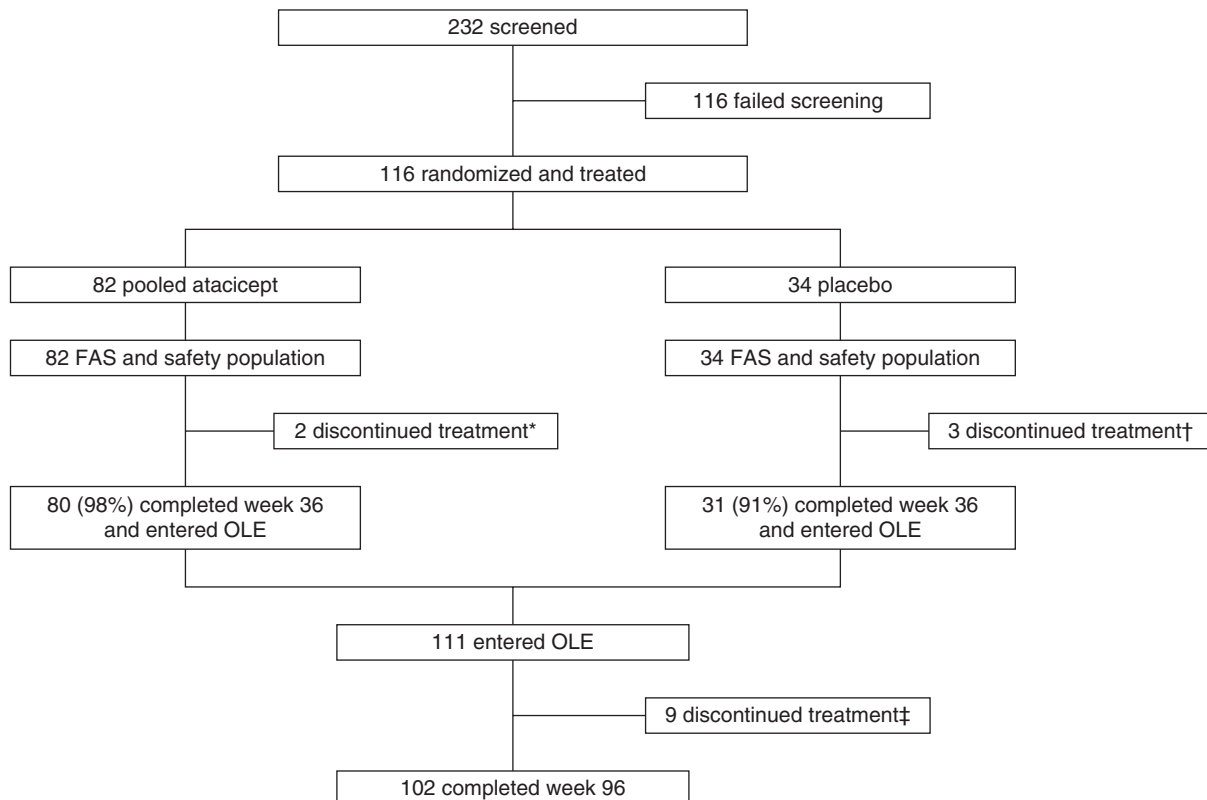 232 screened
116 failed screening
116 randomized and treated
82 pooled atacicept
34 placebo
82 FAS and safety population
34 FAS and safety population
2 discontinued treatment*
3 discontinued treatment†
80 (98%) completed week 36
and entered OLE
31 (91%) completed week 36
and entered OLE
111 entered OLE
9 discontinued treatment‡
102 completed week 96